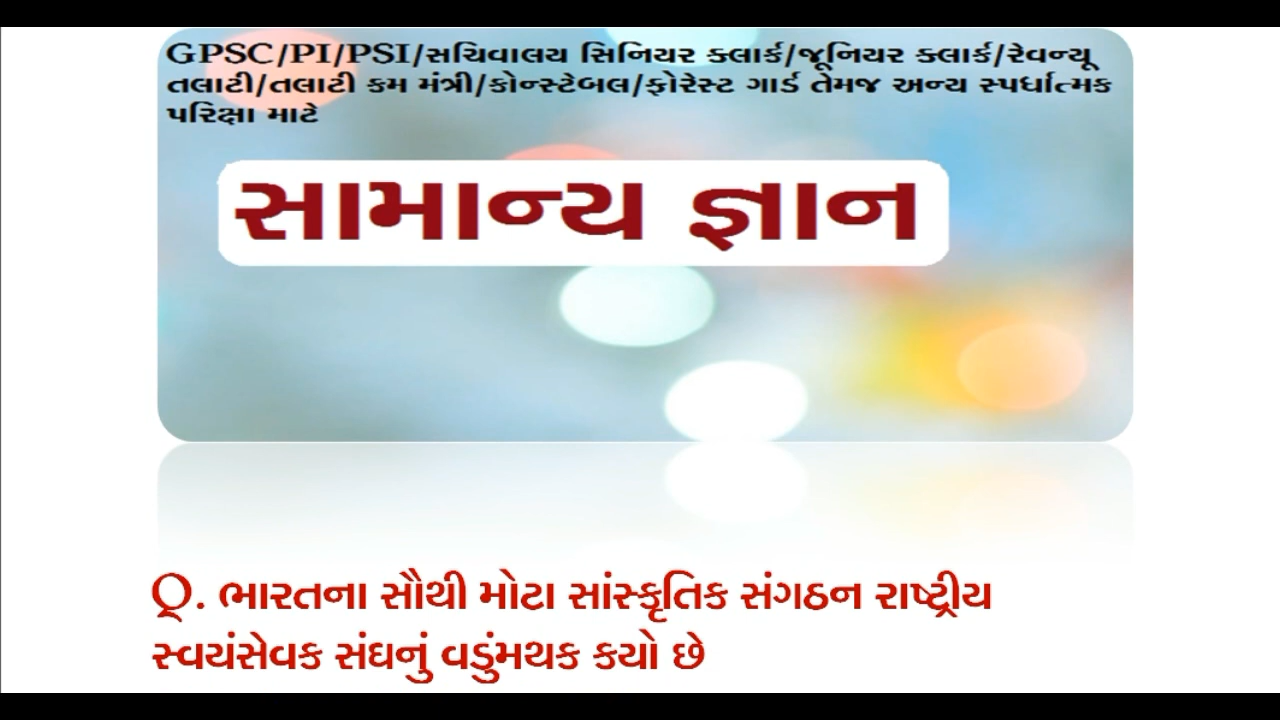 GPSC/PI/PSI/સચિવાલય સિનિયર ક્લાર્ક/જૂનિયર ક્લાર્ક/રેવન્યૂ
તલાટી/તલાટી કમ મંત્રી/કોન્સ્ટેબલ/ફોરેસ્ટ ગાર્ડ તેમજ અન્ય સ્પર્ધાત્મક
પરિક્ષા માટે
સામાન્ય જ્ઞાન
Q. ભારતના સૌથી મોટા સાંસ્કૃતિક સંગઠન રાષ્ટ્રીય
સ્વયંસેવક સંઘનું વડુંમથક કયો છે